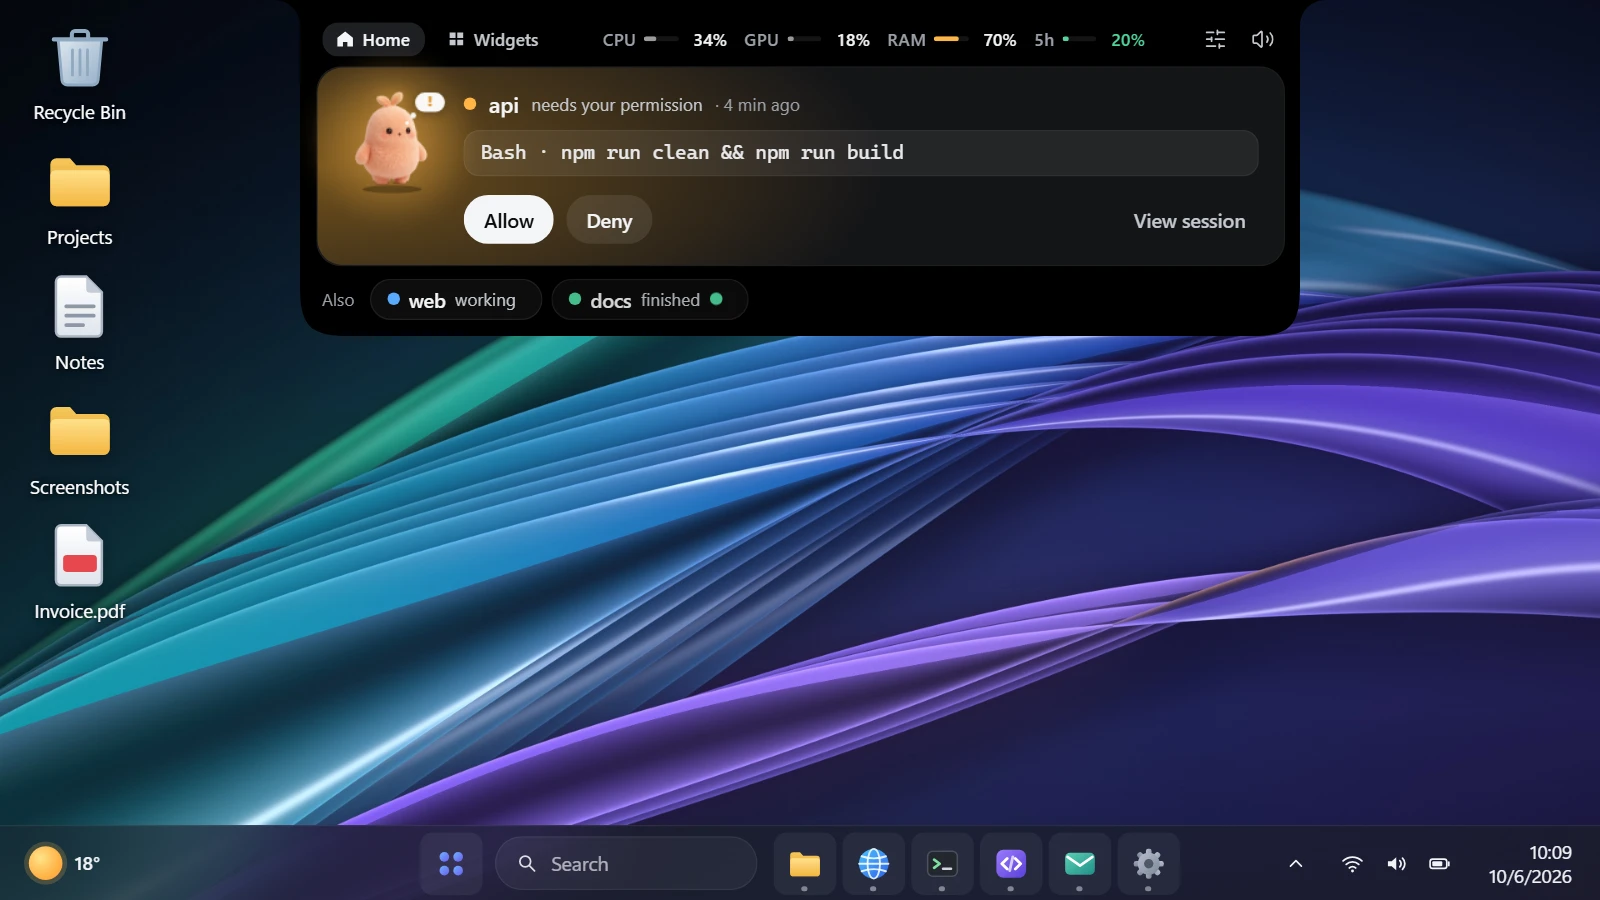 Home
Widgets
CPU 34% GPU 18% RAM 70% 5h 20%
!
api needs your permission · 4 min ago
Bash · npm run clean && npm run build
Allow
Deny
View session
Also
web working
docs finished
Recycle Bin
Projects
Notes
Screenshots
Invoice.pdf
18°
Search
10:09
10/6/2026